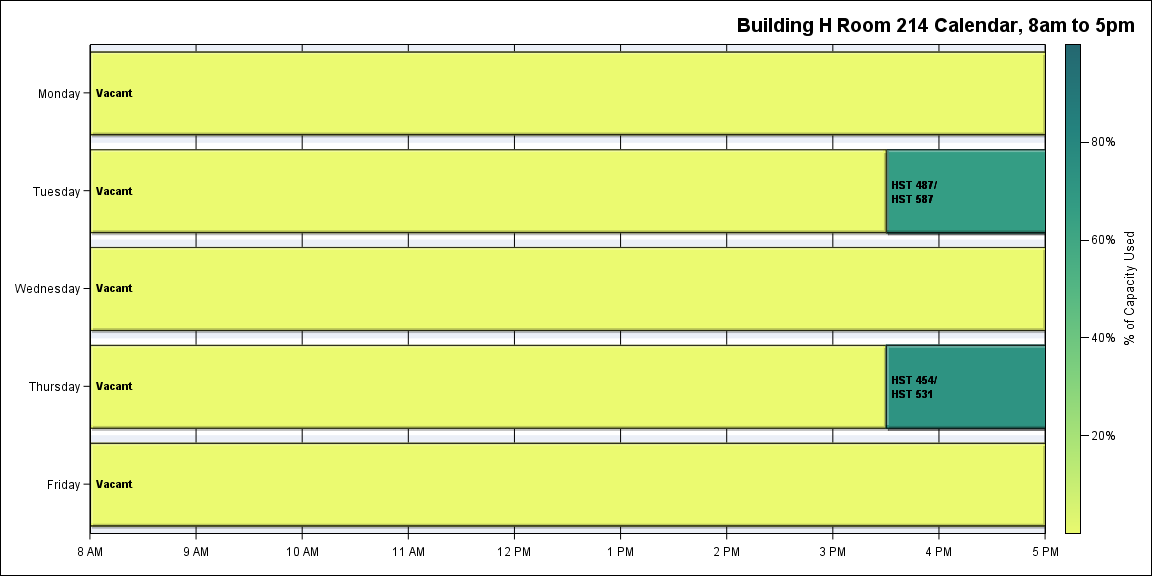 Building H Room 214 Calendar, 8am to 5pm
Monday
Vacant
Tuesday
Vacant
HST 487/
HST 587
Wednesday
Vacant
Thursday
Vacant
HST 454/
HST 531
Friday
Vacant
8 AM
9 AM
10 AM
11 AM
12 PM
1 PM
2 PM
3 PM
4 PM
5 PM
80%
60%
40%
20%
% of Capacity Used